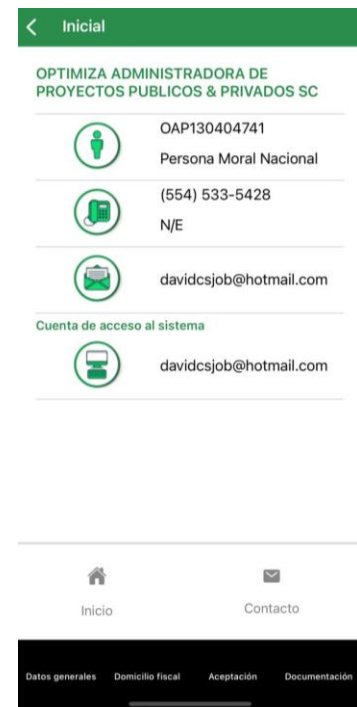 Inicial
OPTIMIZA ADMINISTRADORA DE
PROYECTOS PUBLICOS & PRIVADOS SC
OAP130404741
Persona Moral Nacional
(554) 533-5428
N/E
davidcsjob@hotmail.com
Cuenta de acceso al sistema
davidcsjob@hotmail.com
Inicio
Contacto
Datos generales
Domicilio fiscal
Aceptación
Documentación